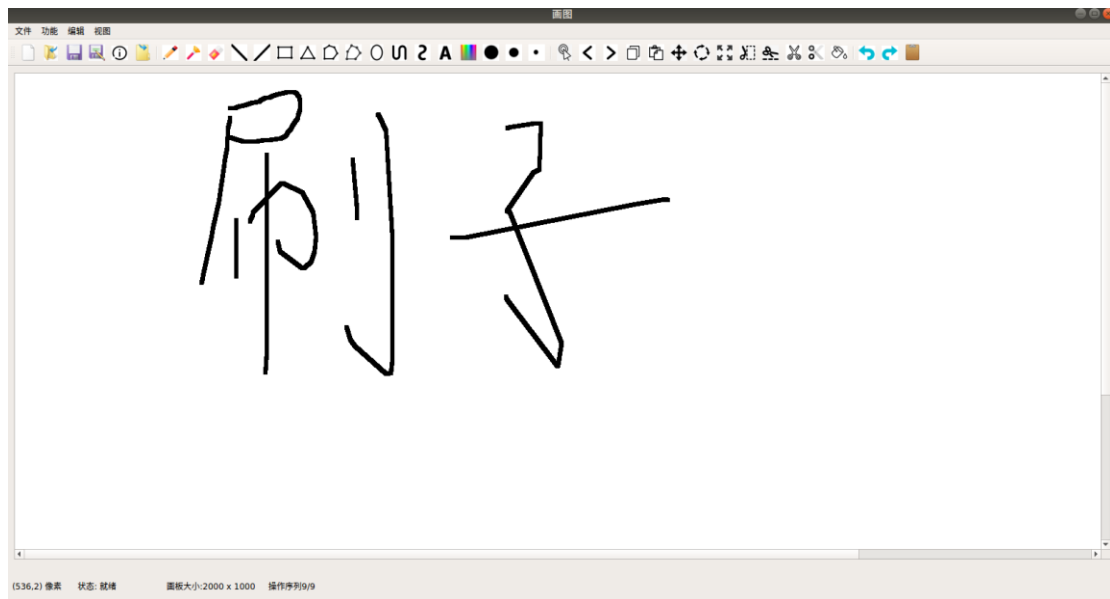 画图
文件 功能 编辑 视图
A
刷子
(536,2) 像素 状态: 就绪 画板大小:2000 x 1000 操作序列9/9